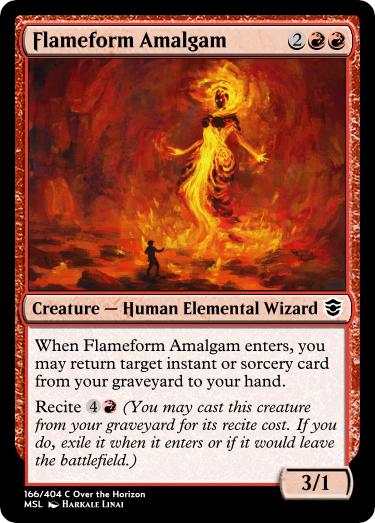 Flameform Amalgam 2
Creature — Human Elemental Wizard
When Flameform Amalgam enters, you
may return target instant or sorcery card
from your graveyard to your hand.
Recite 4 (You may cast this creature
from your graveyard for its recite cost. If you
do, exile it when it enters or if it would leave
the battlefield.)
3/1
166/404 C Over the Horizon
MSL Harkale Linai